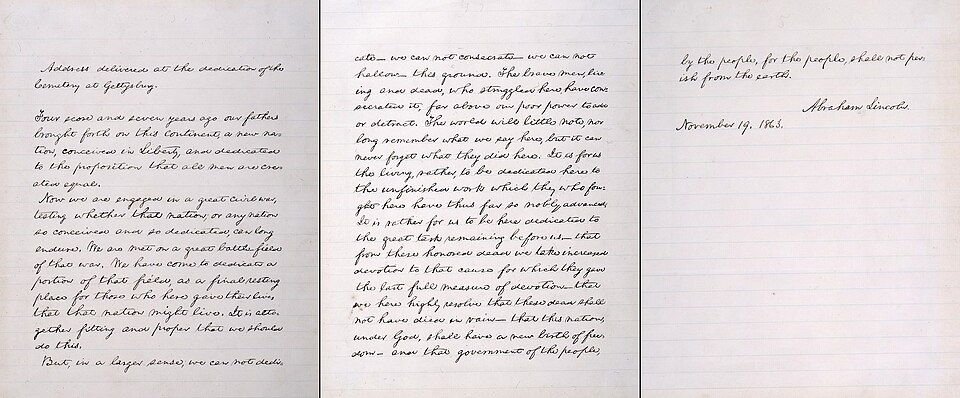 Address delivered at the dedication of the
Cemetery at Gettysburg.
Four score and seven years ago our fathers
brought forth on this continent, a new na-
tion, conceived in Liberty, and dedicated
to the proposition that all men are cre-
ated equal.
Now we are engaged in a great civil war,
testing whether that nation, or any nation
so conceived and so dedicated, can long
endure. We are met on a great battle field
of that war. We have come to dedicate a
portion of that field, as a final resting
place for those who here gave their lives
that that nation might live. It is alto-
gether fitting and proper that we should
do this.
But, in a larger sense, we can not dedi-
cate— we can not consecrate— we can not
hallow— this ground. The brave men, liv-
ing and dead, who struggled here have con-
secrated it, far above our poor power to add
or detract. The world will little note, nor
long remember what we say here, but it can
never forget what they did here. It is for us
the living, rather, to be dedicated here to
the unfinished work which they who fou-
ght here have thus far so nobly advanced.
It is rather for us to be here dedicated to
the great task remaining before us— that
from these honored dead we take increased
devotion to that cause for which they gave
the last full measure of devotion— that
we here highly resolve that these dead shall
not have died in vain— that this nation,
under God, shall have a new birth of free-
dom— and that government of the people,
by the people, for the people, shall not per-
ish from the earth.
Abraham Lincoln.
November 19, 1863.